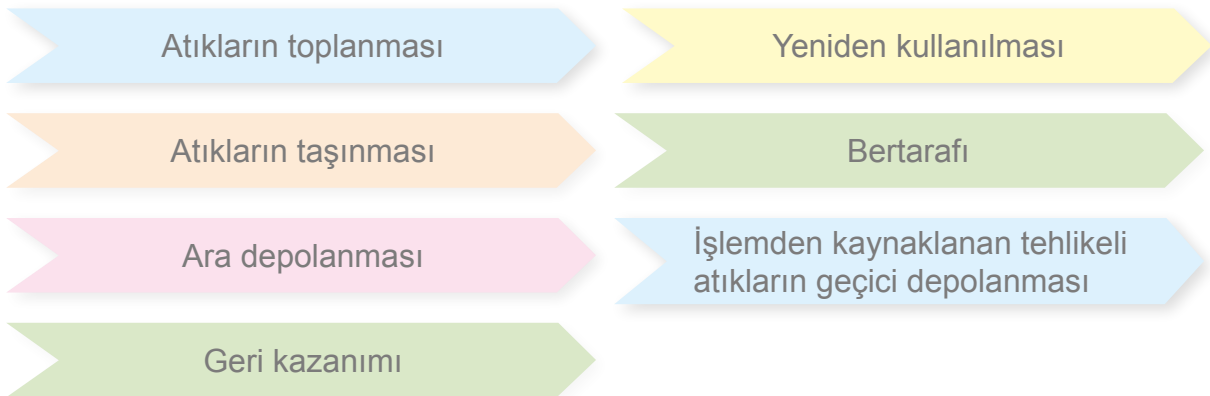 Atıkların toplanması
Atıkların taşınması
Ara depolanması
Geri kazanımı
Yeniden kullanılması
Bertarafı
İşlemden kaynaklanan tehlikeli
atıkların geçici depolanması